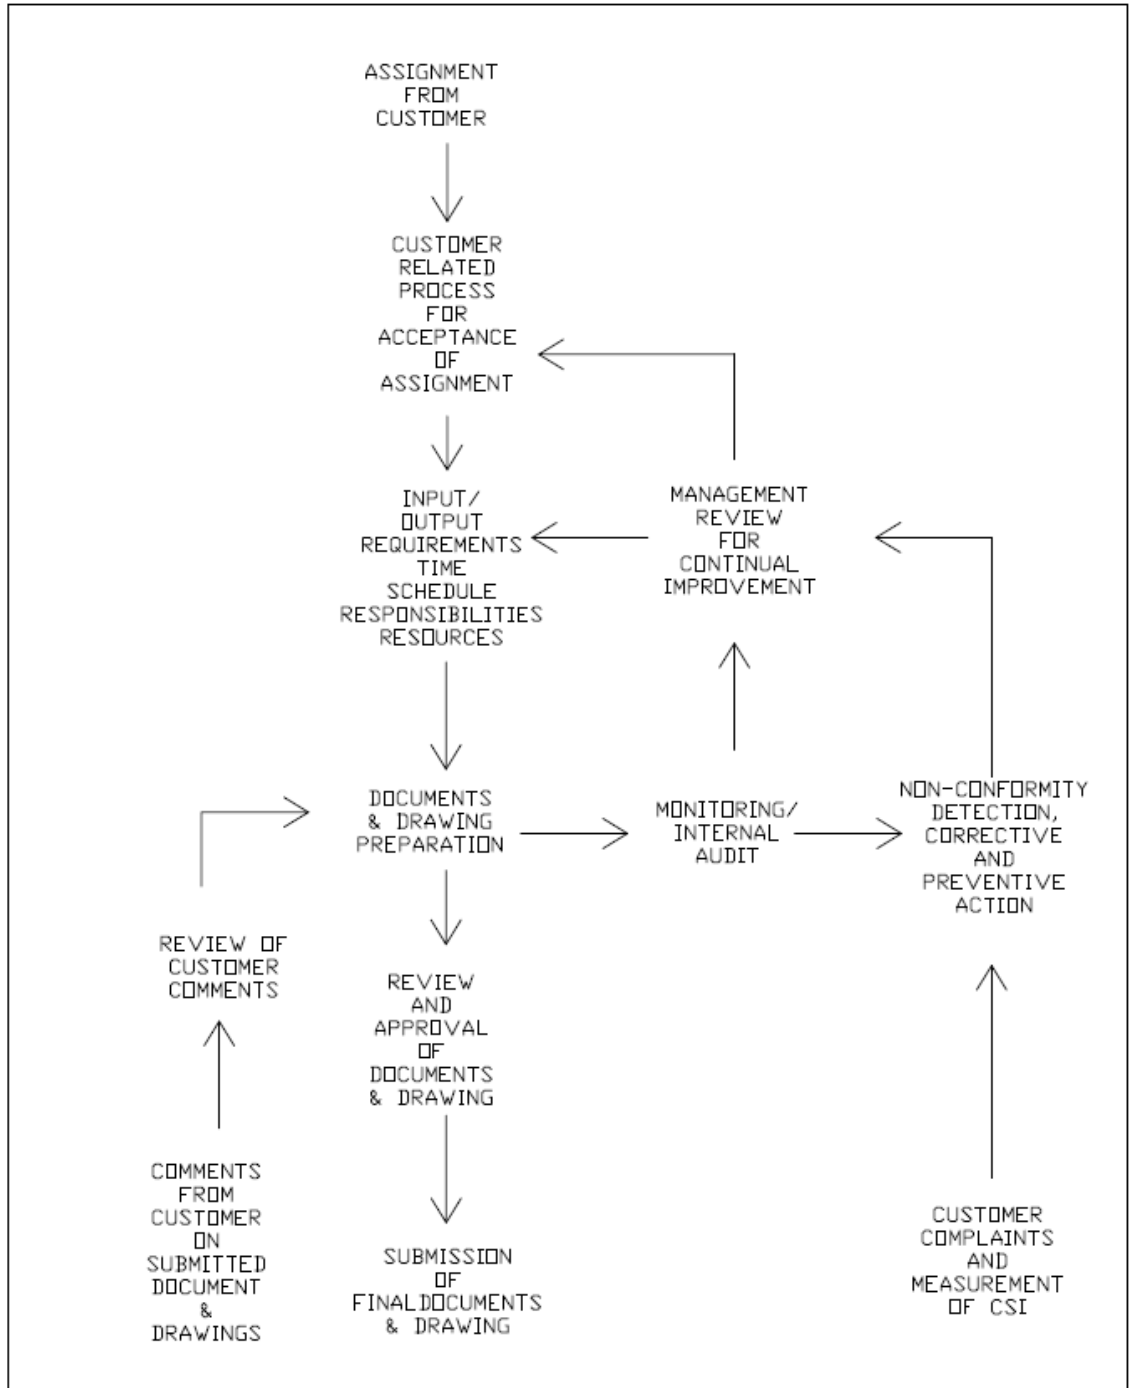 ASSIGNMENT
FROM
CUSTOMER
CUSTOMER
RELATED
PROCESS
FOR
ACCEPTANCE
OF
ASSIGNMENT
INPUT/
OUTPUT
REQUIREMENTS
TIME
SCHEDULE
RESPONSIBILITIES
RESOURCES
MANAGEMENT
REVIEW
FOR
CONTINUAL
IMPROVEMENT
DOCUMENTS
& DRAWING
PREPARATION
MONITORING/
INTERNAL
AUDIT
NON-CONFORMITY
DETECTION,
CORRECTIVE
AND
PREVENTIVE
ACTION
REVIEW OF
CUSTOMER
COMMENTS
REVIEW
AND
APPROVAL
OF
DOCUMENTS
& DRAWING
COMMENTS
FROM
CUSTOMER
ON
SUBMITTED
DOCUMENT
&
DRAWINGS
SUBMISSION
OF
FINALDOCUMENTS
& DRAWING
CUSTOMER
COMPLAINTS
AND
MEASUREMENT
OF CSI